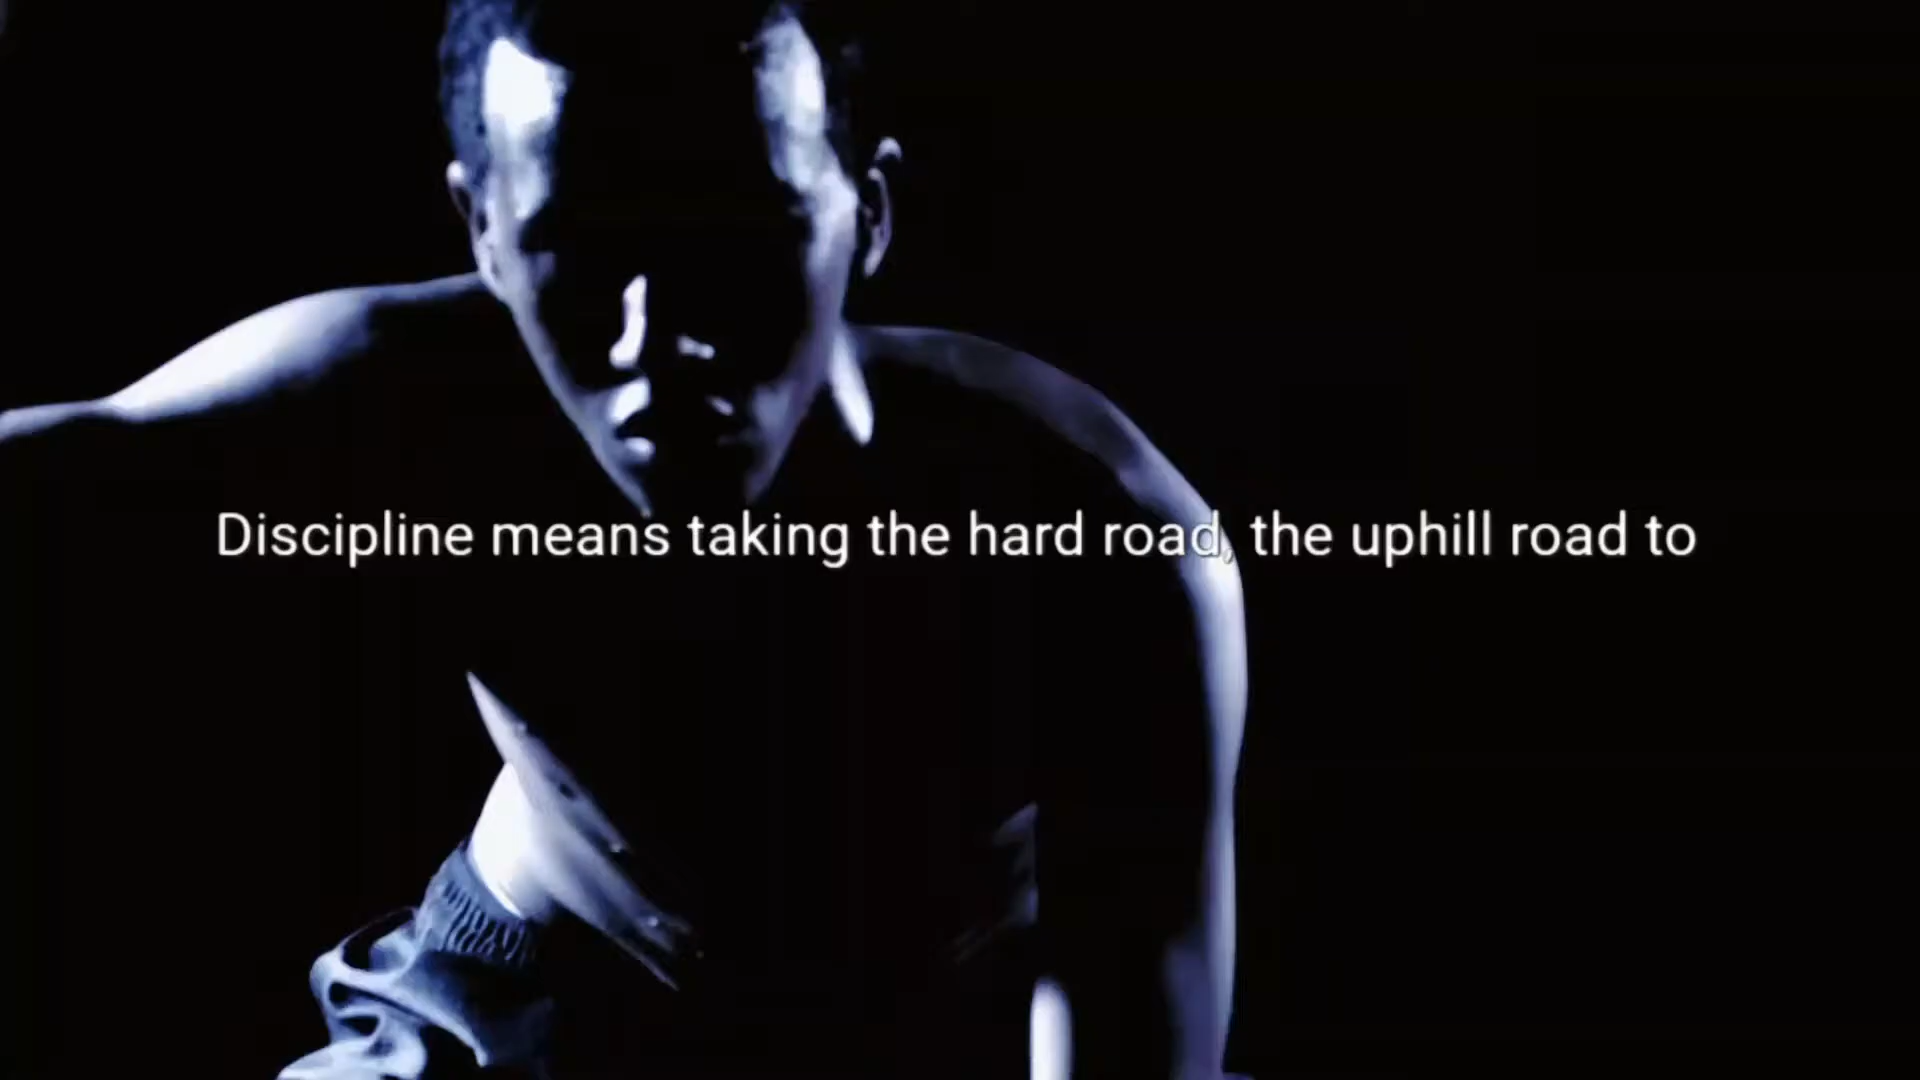 Discipline means taking the hard road, the uphill road to